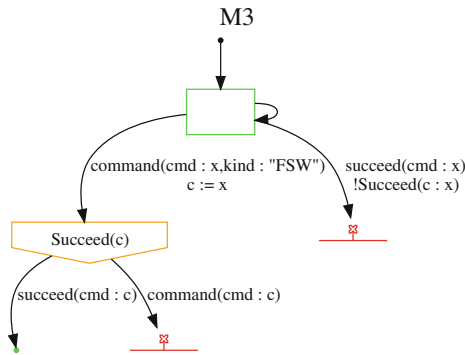 M3
command(cmd : x,kind : "FSW")
c := x
succeed(cmd : x)
!Succeed(c : x)
Succeed(c)
succeed(cmd : c)
command(cmd : c)